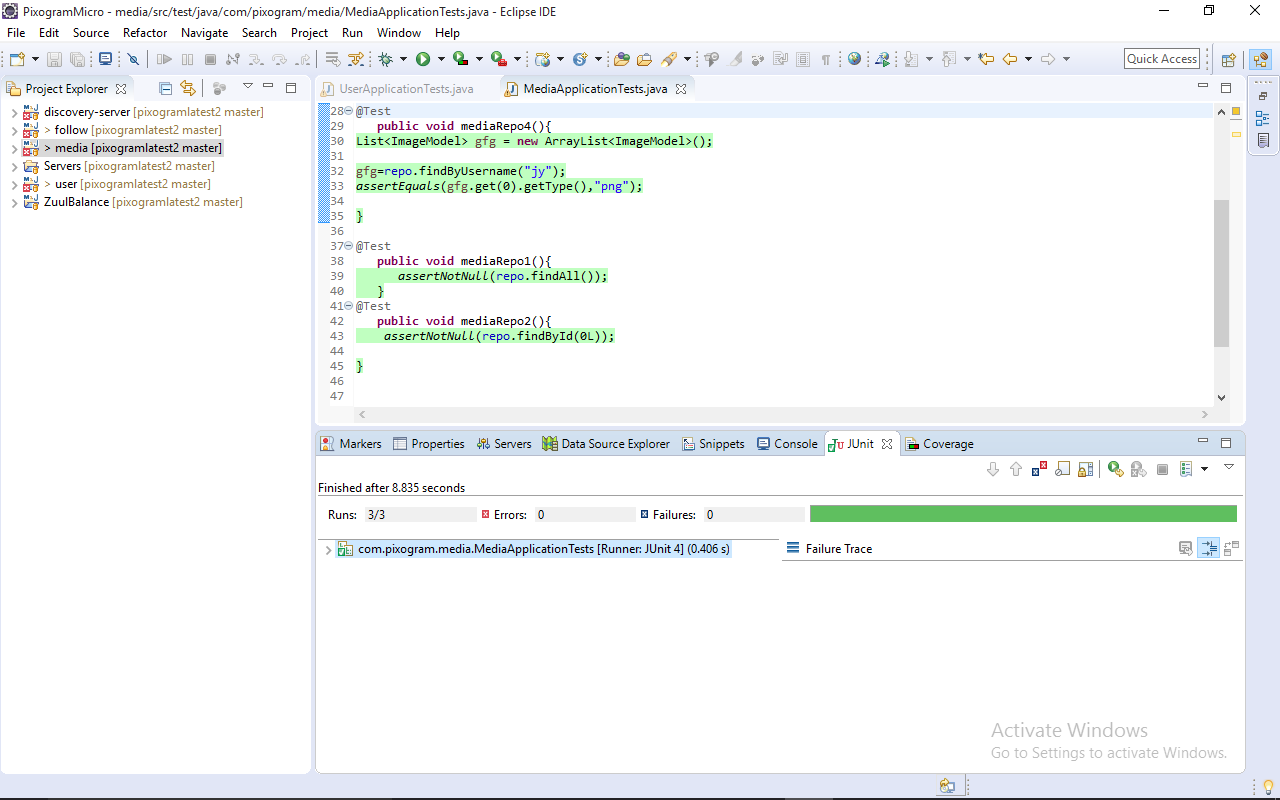 PixogramMicro - media/src/test/java/com/pixogram/media/MediaApplicationTests.java - Eclipse IDE
File Edit Source Refactor Navigate Search Project Run Window Help
Quick Access
Project Explorer
discovery-server [pixogramlatest2 master]
> follow [pixogramlatest2 master]
> media [pixogramlatest2 master]
Servers [pixogramlatest2 master]
> user [pixogramlatest2 master]
ZuulBalance [pixogramlatest2 master]
UserApplicationTests.java MediaApplicationTests.java
28 @Test
29 public void mediaRepo4(){
30 List<ImageModel> gfg = new ArrayList<ImageModel>();
31
32 gfg=repo.findByUsername("jy");
33 assertEquals(gfg.get(0).getType(),"png");
34
35 }
36
37 @Test
38 public void mediaRepo1(){
39 assertNotNull(repo.findAll());
40 }
41 @Test
42 public void mediaRepo2(){
43 assertNotNull(repo.findById(0L));
44
45 }
46
47
Markers Properties Servers Data Source Explorer Snippets Console JUnit Coverage
Finished after 8.835 seconds
Runs: 3/3 Errors: 0 Failures: 0
com.pixogram.media.MediaApplicationTests [Runner: JUnit 4] (0.406 s)
Failure Trace
Activate Windows
Go to Settings to activate Windows.